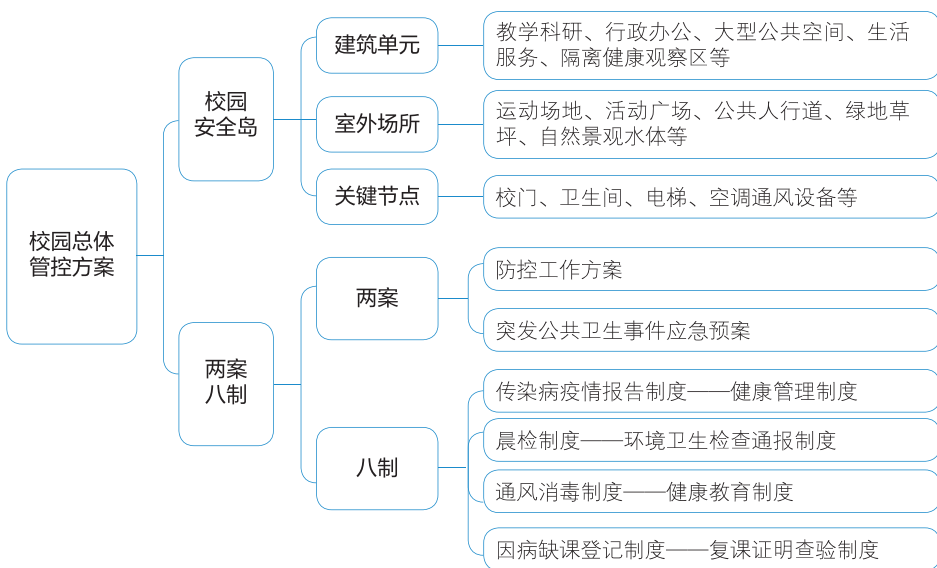 校园总体
管控方案
校园
安全岛
建筑单元
教学科研、行政办公、大型公共空间、生活
服务、隔离健康观察区等
室外场所
运动场地、活动广场、公共人行道、绿地草
坪、自然景观水体等
关键节点
校门、卫生间、电梯、空调通风设备等
两案
八制
两案
防控工作方案
突发公共卫生事件应急预案
八制
传染病疫情报告制度——健康管理制度
晨检制度——环境卫生检查通报制度
通风消毒制度——健康教育制度
因病缺课登记制度——复课证明查验制度